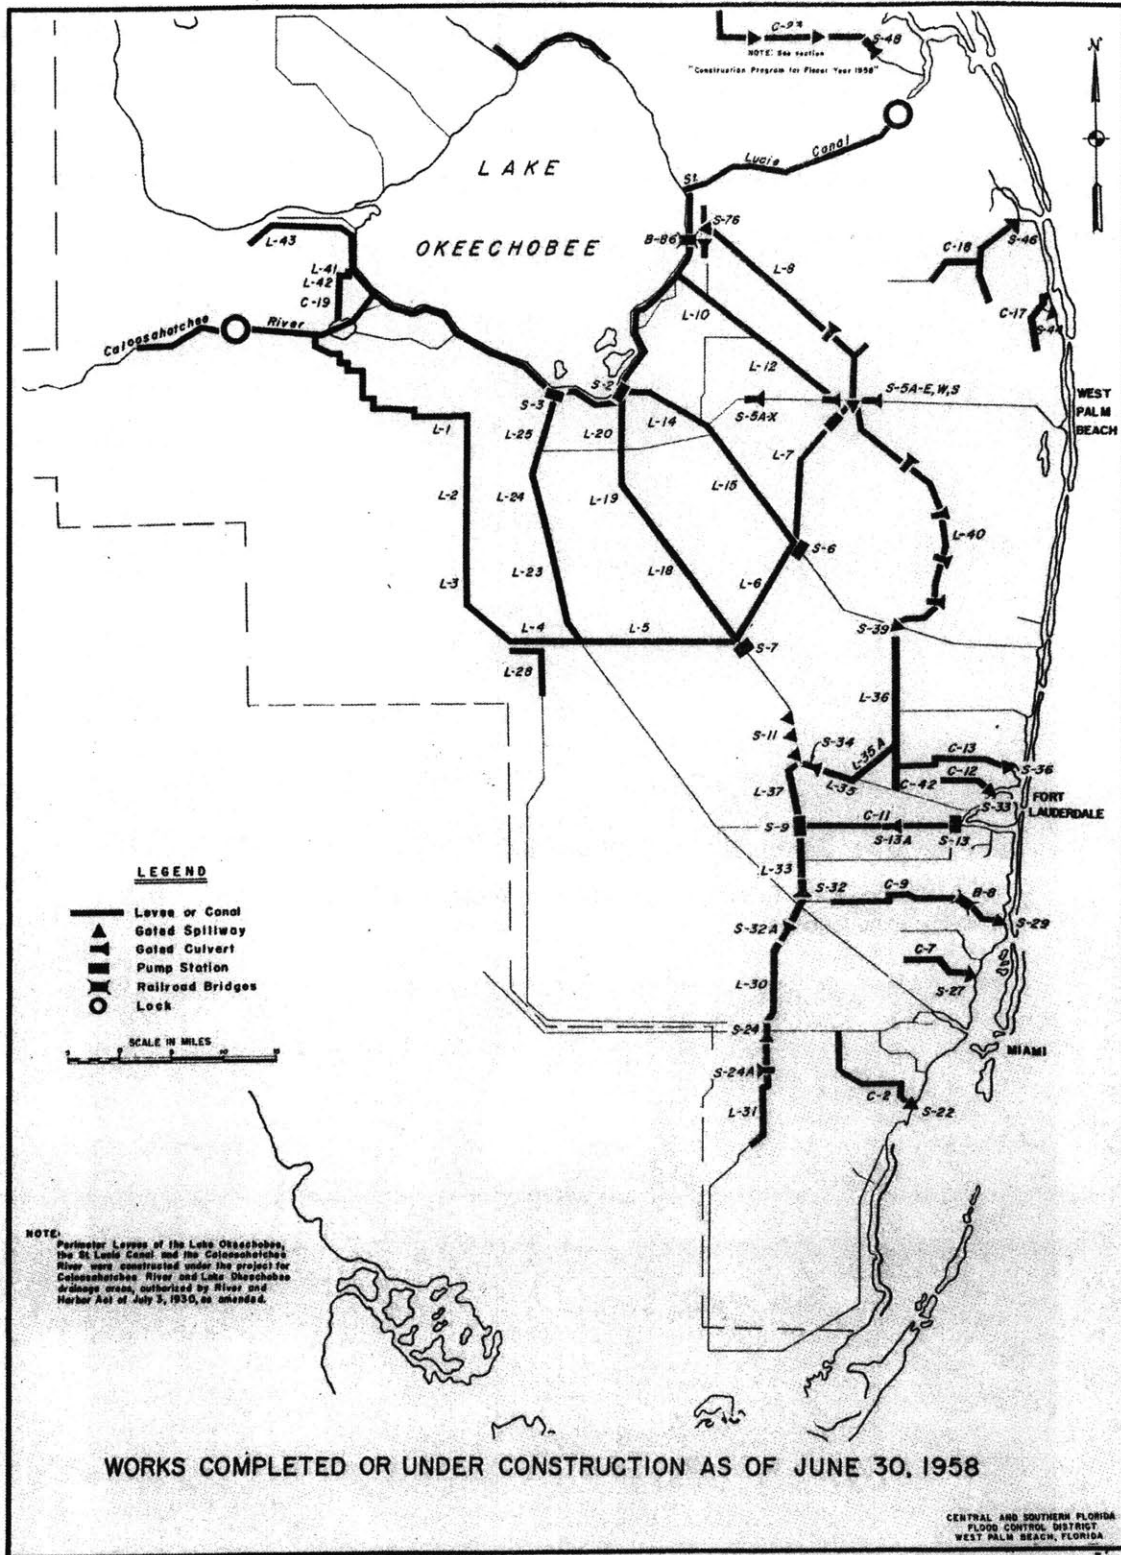 C-2
S-48
NOTE: See section
"Construction Program for Fiscal Year 1958"
N
LAKE
OKEECHOBEE
St. Lucie Canal
S-76
B-86
S-46
C-18
C-17
S-44
L-43
L-41
L-42
C-19
Caloosahatchee River
L-8
L-10
L-12
S-2
S-3
S-5A-E,W,S
S-5A-X
WEST
PALM
BEACH
L-1
L-25
L-20
L-14
L-7
L-2
L-24
L-19
L-15
L-40
S-6
L-3
L-23
L-18
L-6
S-39
L-4
L-5
S-7
L-28
L-36
S-11
S-34
L-35A
C-13
S-36
L-35
C-12
C-42
L-37
S-33
FORT
LAUDERDALE
C-11
S-9
S-13A
S-13
L-33
S-32
C-9
B-8
S-29
S-32A
C-7
L-30
S-27
S-24
MIAMI
S-24A
C-2
L-31
S-22
LEGEND
Levee or Canal
Gated Spillway
Gated Culvert
Pump Station
Railroad Bridges
Lock
SCALE IN MILES
NOTE:
Perimeter Levees of the Lake Okeechobee,
the St. Lucie Canal and the Caloosahatchee
River were constructed under the project for
Caloosahatchee River and Lake Okeechobee
drainage areas, authorized by River and
Harbor Act of July 3, 1930, as amended.
WORKS COMPLETED OR UNDER CONSTRUCTION AS OF JUNE 30, 1958
CENTRAL AND SOUTHERN FLORIDA
FLOOD CONTROL DISTRICT
WEST PALM BEACH, FLORIDA